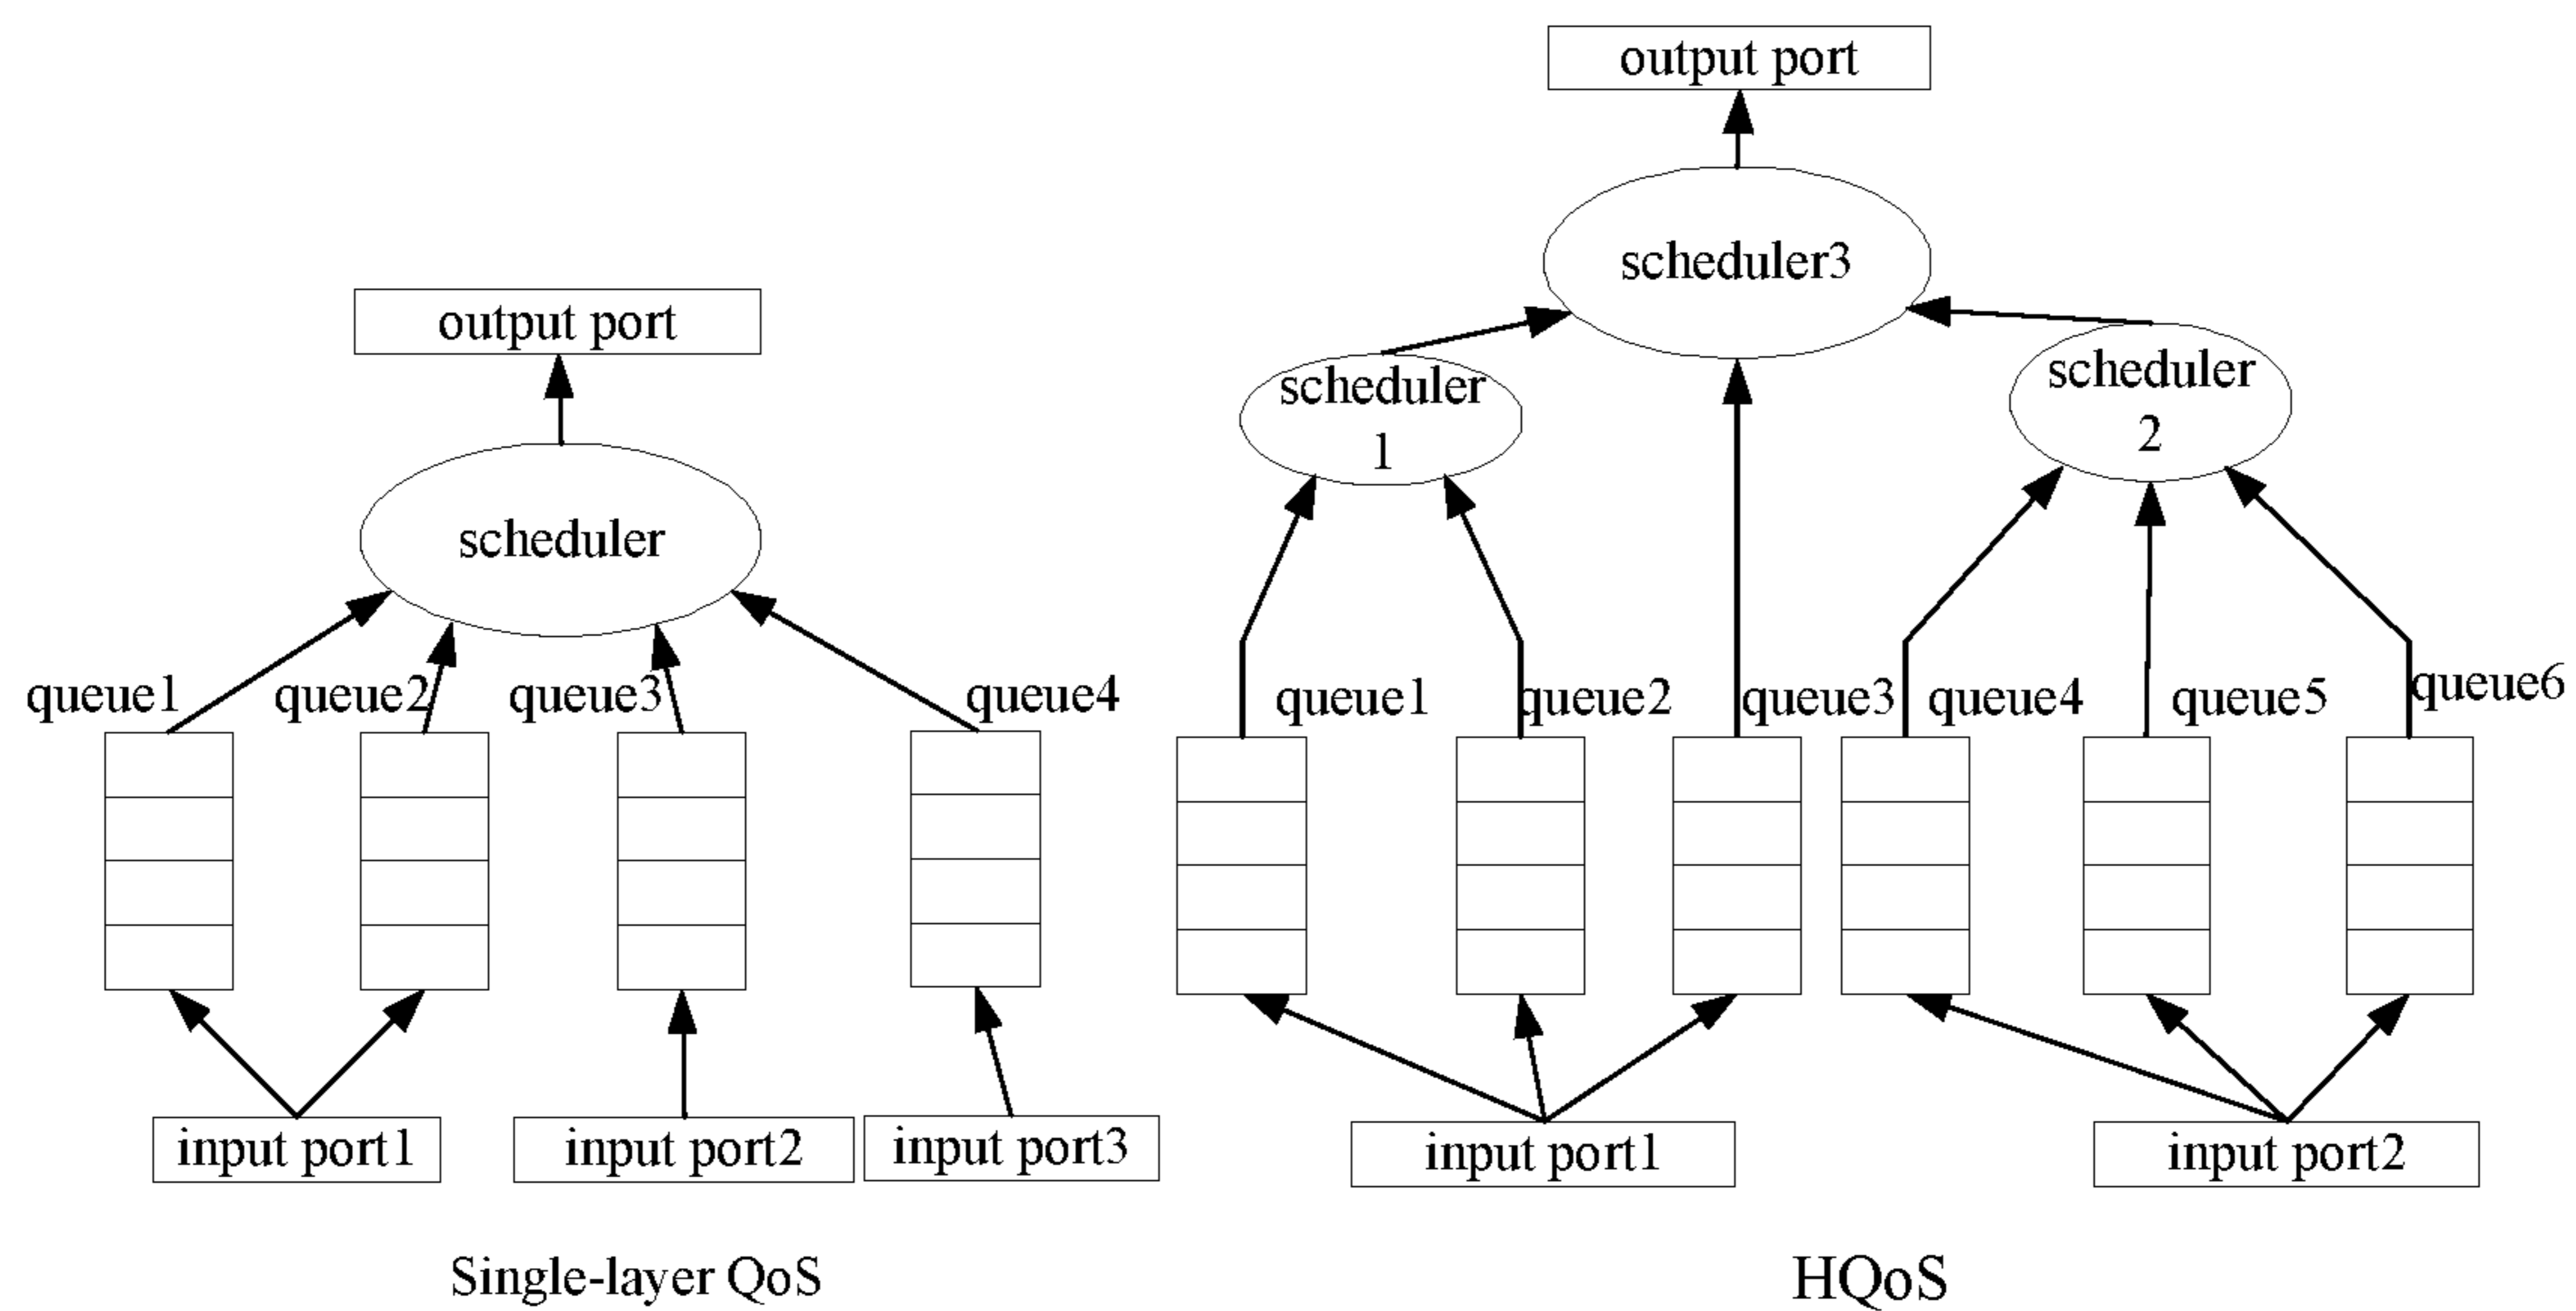 output port
scheduler
queue1
queue2
queue3
queue4
input port1
input port2
input port3
Single-layer QoS
output port
scheduler3
scheduler
1
scheduler
2
queue1
queue2
queue3
queue4
queue5
queue6
input port1
input port2
HQoS